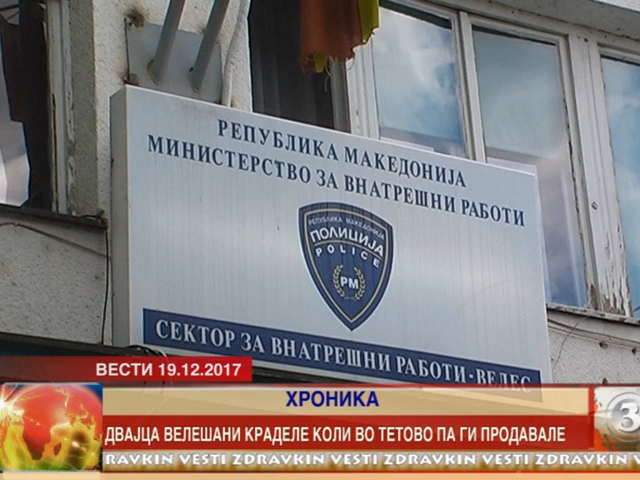 РЕПУБЛИКА МАКЕДОНИЈА
МИНИСТЕРСТВО ЗА ВНАТРЕШНИ РАБОТИ
РЕПУБЛИКА МАКЕДОНИЈА
ПОЛИЦИЈА
POLICE
РМ
СЕКТОР ЗА ВНАТРЕШНИ РАБОТИ-ВЕЛЕС
ВЕСТИ 19.12.2017
ХРОНИКА
3
ДВАЈЦА ВЕЛЕШАНИ КРАДЕЛЕ КОЛИ ВО ТЕТОВО ПА ГИ ПРОДАВАЛЕ
RAVKIN VESTI ZDRAVKIN VESTI ZDRAVKIN VESTI ZDRAVKIN V